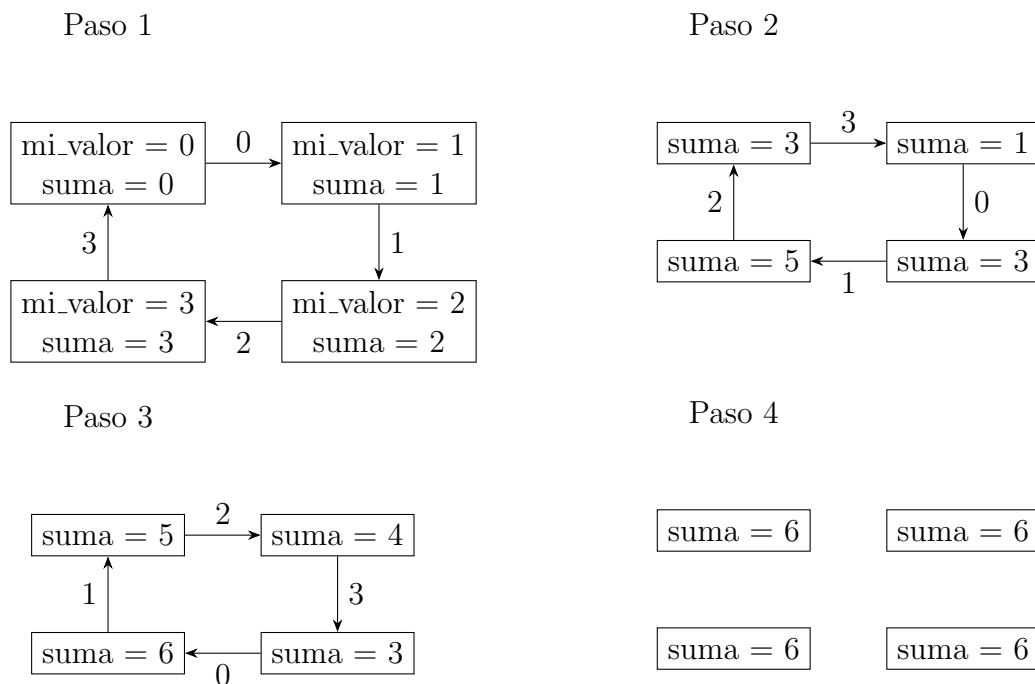 Paso 1
mi_valor = 0
suma = 0
0
mi_valor = 1
suma = 1
3
1
mi_valor = 3
suma = 3
2
mi_valor = 2
suma = 2
Paso 2
suma = 3
3
suma = 1
2
0
suma = 5
1
suma = 3
Paso 3
suma = 5
2
suma = 4
1
3
suma = 6
0
suma = 3
Paso 4
suma = 6
suma = 6
suma = 6
suma = 6